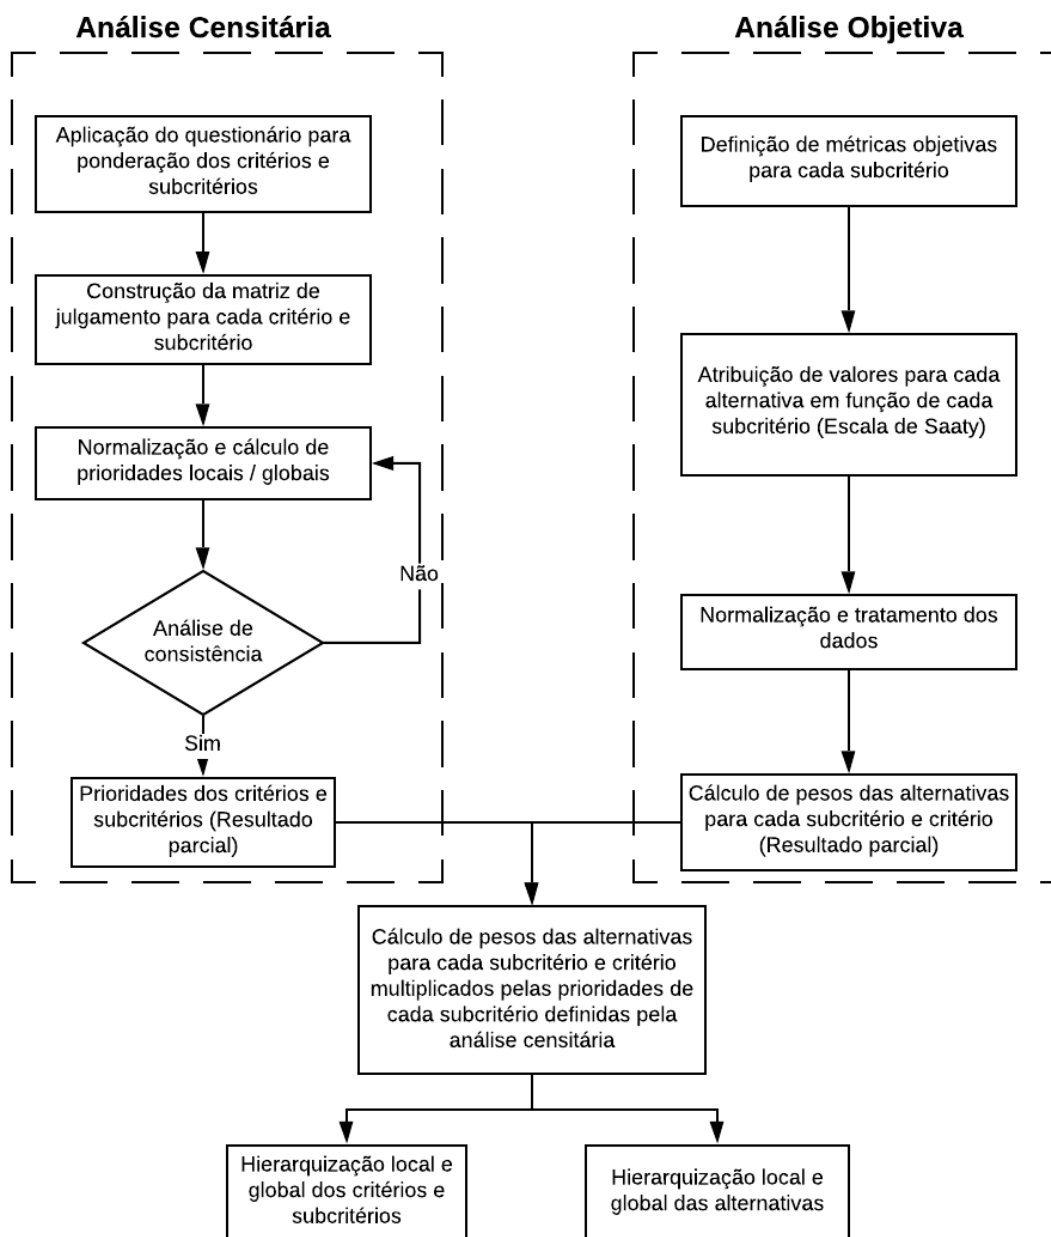 Análise Censitária
Aplicação do questionário para
ponderação dos critérios e
subcritérios
Construção da matriz de
julgamento para cada critério e
subcritério
Normalização e cálculo de
prioridades locais / globais
Não
Análise de
consistência
Sim
Prioridades dos critérios e
subcritérios (Resultado
parcial)
Análise Objetiva
Definição de métricas objetivas
para cada subcritério
Atribuição de valores para cada
alternativa em função de cada
subcritério (Escala de Saaty)
Normalização e tratamento dos
dados
Cálculo de pesos das alternativas
para cada subcritério e critério
(Resultado parcial)
Cálculo de pesos das alternativas
para cada subcritério e critério
multiplicados pelas prioridades de
cada subcritério definidas pela
análise censitária
Hierarquização local e
global dos critérios e
subcritérios
Hierarquização local e
global das alternativas